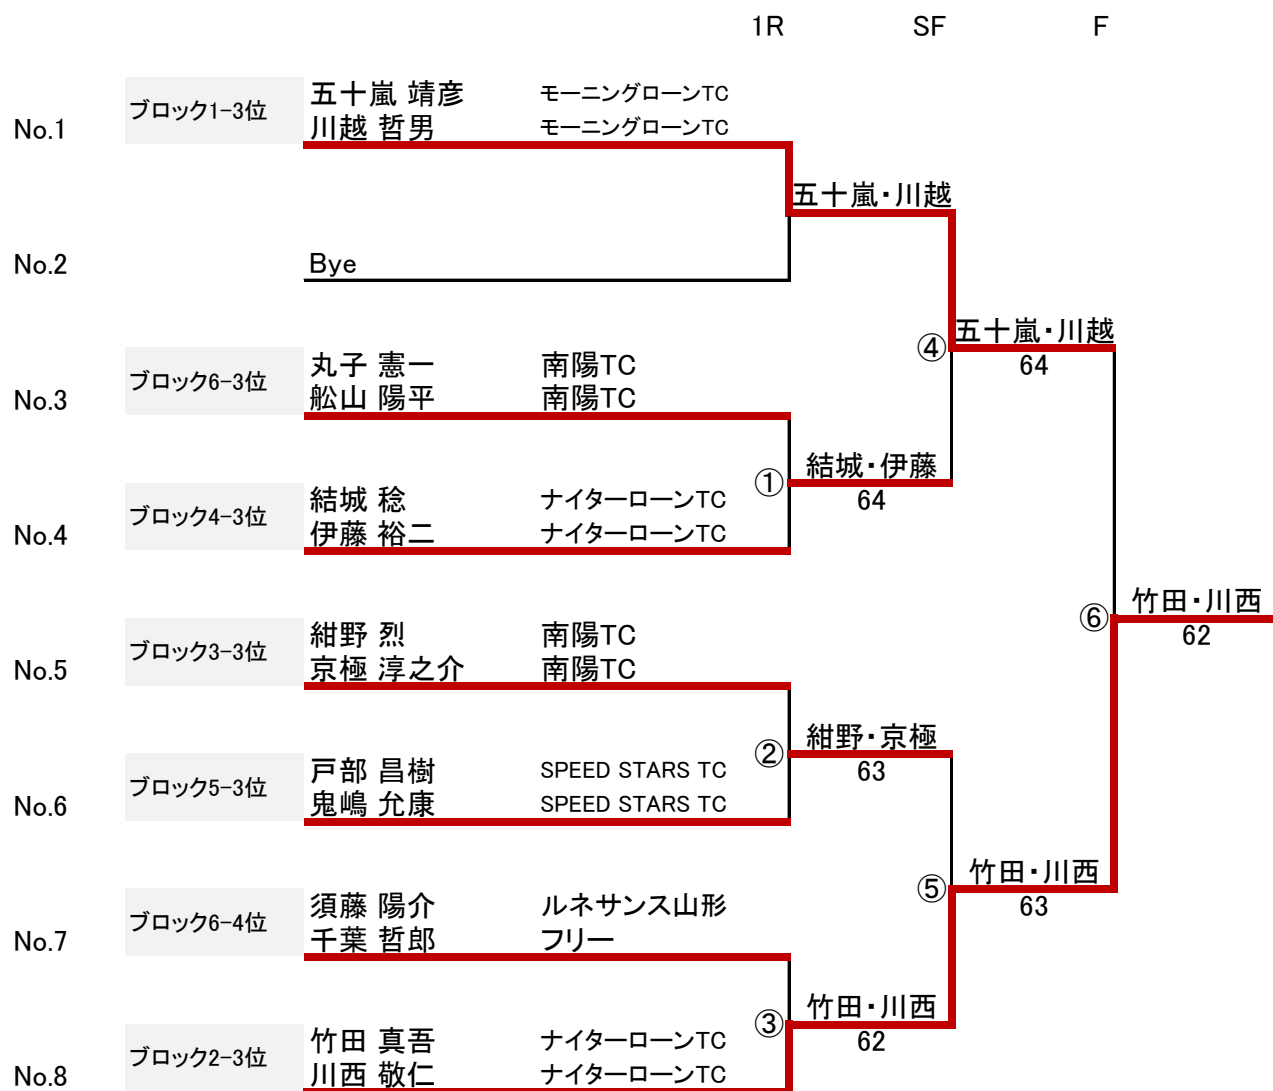 1R SF F
ブロック1-3位 五十嵐 靖彦 モーニングローンTC
No.1 川越 哲男 モーニングローンTC
五十嵐・川越
No.2 Bye
④ 五十嵐・川越
64
ブロック6-3位 丸子 憲一 南陽TC
No.3 舩山 陽平 南陽TC
① 結城・伊藤
64
ブロック4-3位 結城 稔 ナイターローンTC
No.4 伊藤 裕二 ナイターローンTC
⑥ 竹田・川西
62
ブロック3-3位 紺野 烈 南陽TC
No.5 京極 淳之介 南陽TC
② 紺野・京極
63
ブロック5-3位 戸部 昌樹 SPEED STARS TC
No.6 鬼嶋 允康 SPEED STARS TC
⑤ 竹田・川西
63
ブロック6-4位 須藤 陽介 ルネサンス山形
No.7 千葉 哲郎 フリー
③ 竹田・川西
62
ブロック2-3位 竹田 真吾 ナイターローンTC
No.8 川西 敬仁 ナイターローンTC